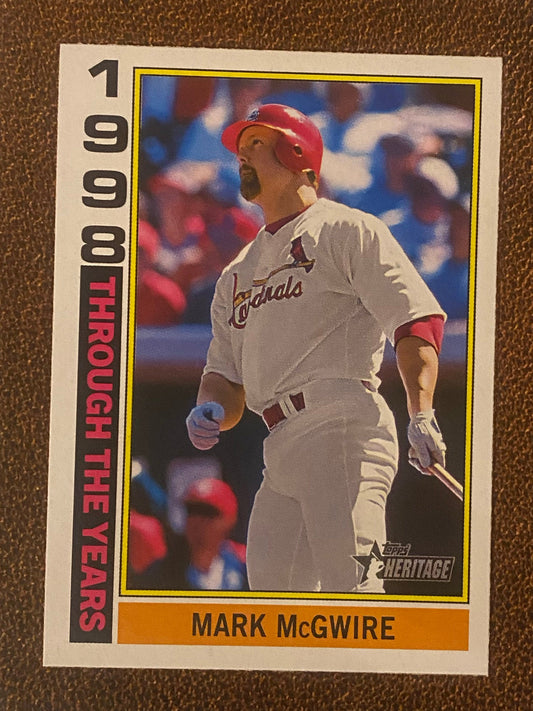 1998
THROUGH THE YEARS
Cardinals
Topps
HERITAGE
MARK McGWIRE